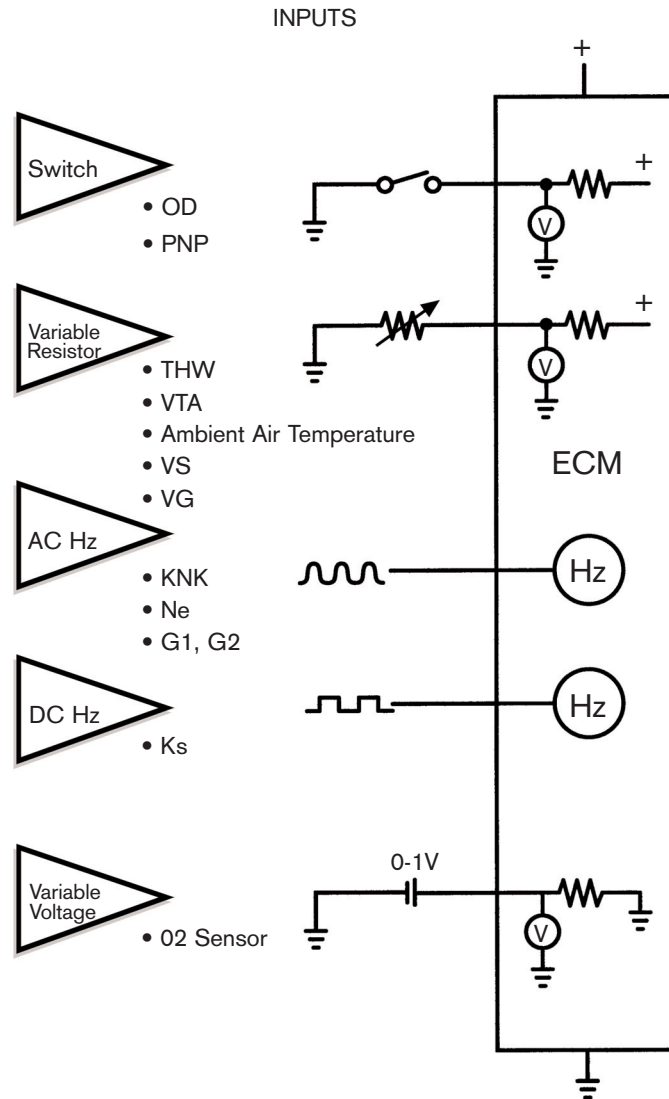 INPUTS
+
Switch
+
V
• OD
• PNP
Variable
Resistor
+
V
• THW
• VTA
• Ambient Air Temperature
• VS
• VG
ECM
AC Hz
Hz
• KNK
• Ne
• G1, G2
DC Hz
Hz
• Ks
0-1V
Variable
Voltage
V
• 02 Sensor